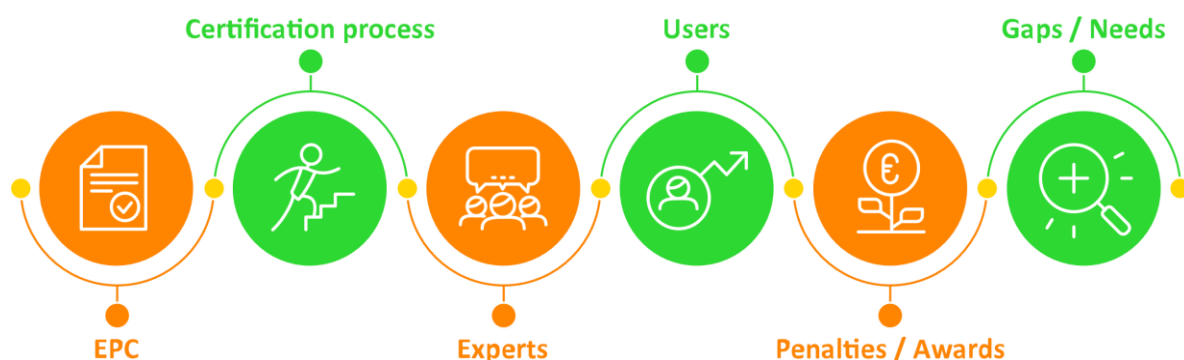 Certification process
Users
Gaps / Needs
€
EPC
Experts
Penalties / Awards